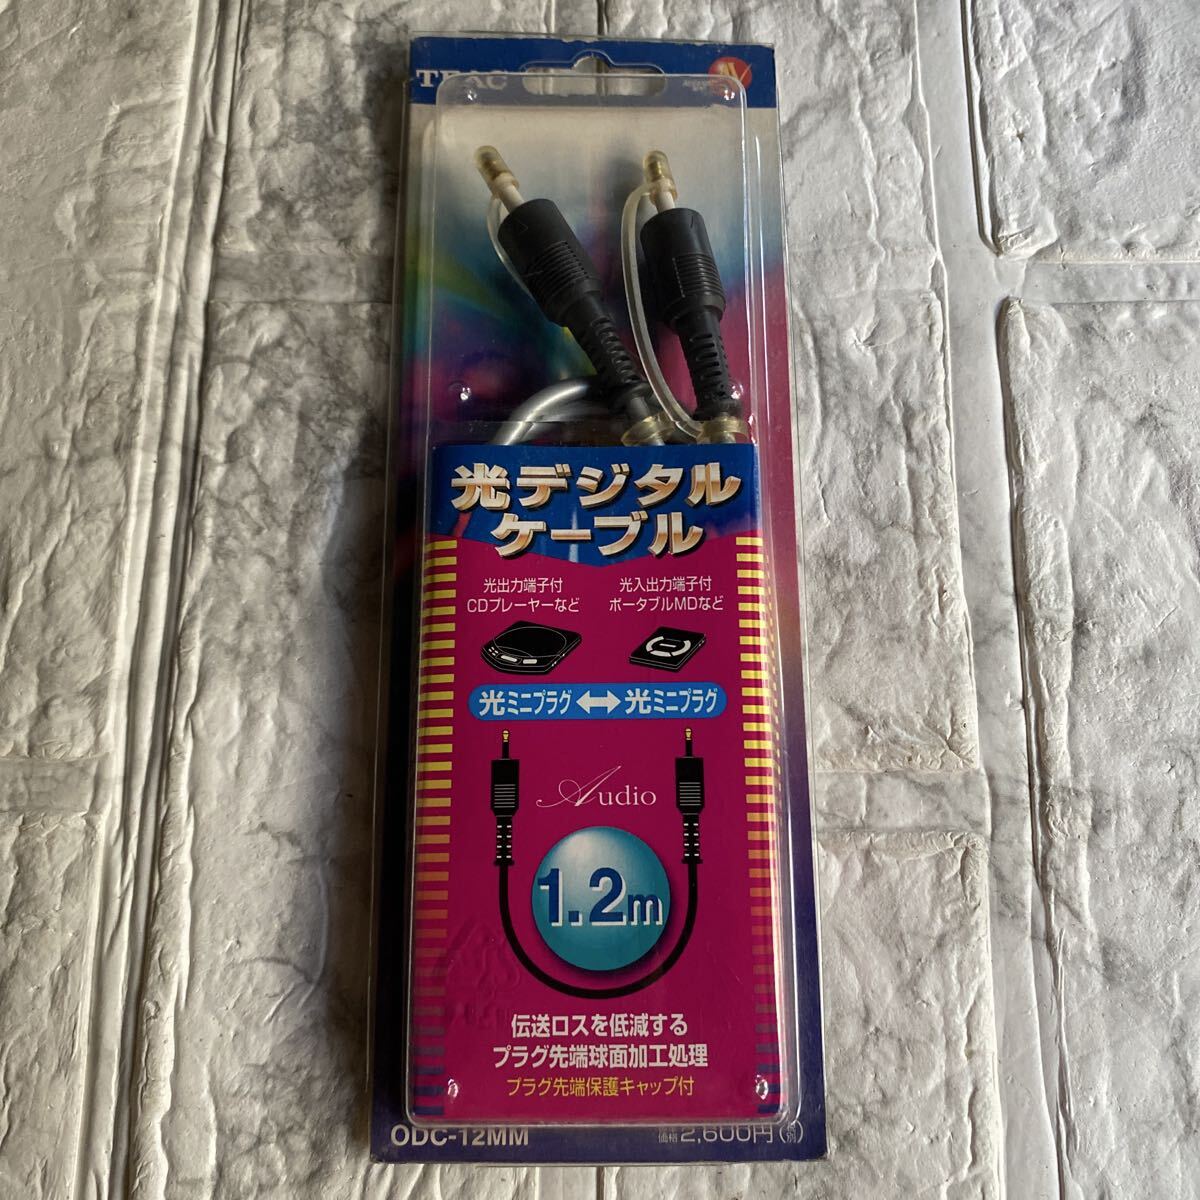 TEAC
AV
光デジタル
ケーブル
光出力端子付
CDプレーヤーなど
光入出力端子付
ポータブルMDなど
光ミニプラグ⟷光ミニプラグ
Audio
1.2m
伝送ロスを低減する
プラグ先端球面加工処理
プラグ先端保護キャップ付
ODC-12MM
価格2,600円(税別)